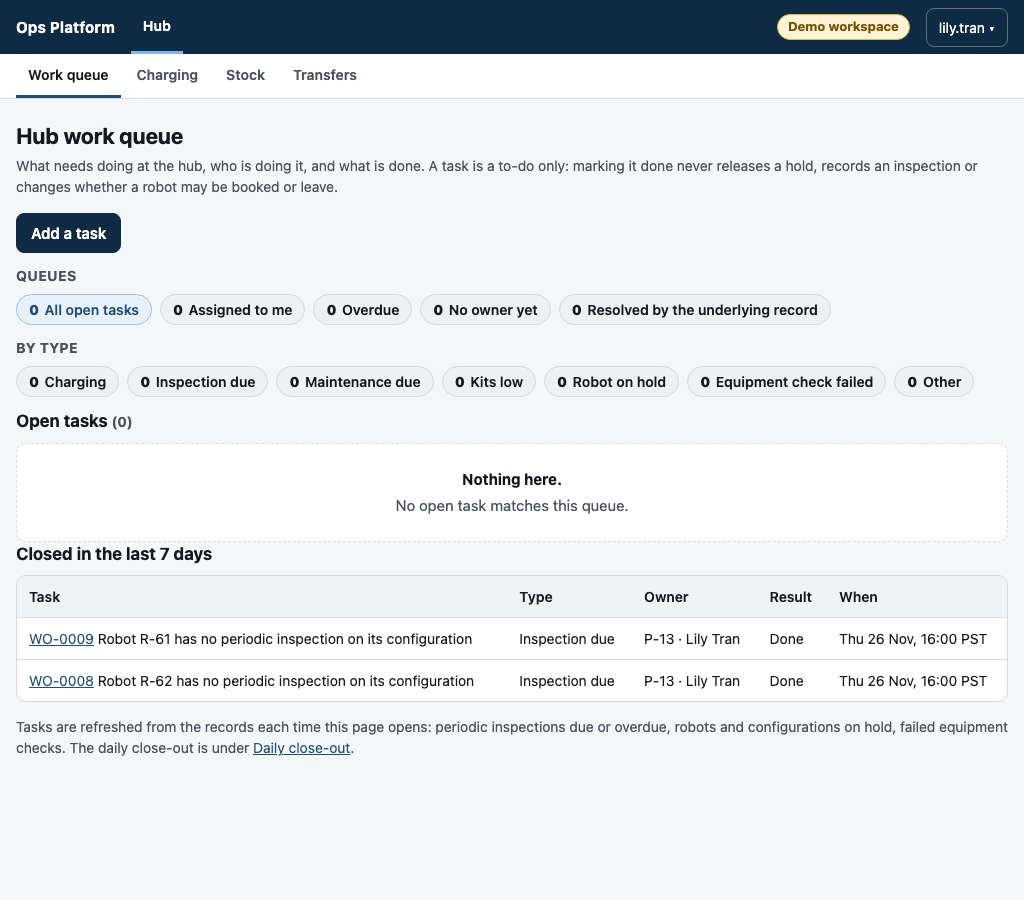 Ops Platform Hub Demo workspace lily.tran ▾
Work queue Charging Stock Transfers
Hub work queue
What needs doing at the hub, who is doing it, and what is done. A task is a to-do only: marking it done never releases a hold, records an inspection or
changes whether a robot may be booked or leave.
Add a task
QUEUES
0 All open tasks 0 Assigned to me 0 Overdue 0 No owner yet 0 Resolved by the underlying record
BY TYPE
0 Charging 0 Inspection due 0 Maintenance due 0 Kits low 0 Robot on hold 0 Equipment check failed 0 Other
Open tasks (0)
Nothing here.
No open task matches this queue.
Closed in the last 7 days
Task Type Owner Result When
WO-0009 Robot R-61 has no periodic inspection on its configuration Inspection due P-13 · Lily Tran Done Thu 26 Nov, 16:00 PST
WO-0008 Robot R-62 has no periodic inspection on its configuration Inspection due P-13 · Lily Tran Done Thu 26 Nov, 16:00 PST
Tasks are refreshed from the records each time this page opens: periodic inspections due or overdue, robots and configurations on hold, failed equipment
checks. The daily close-out is under Daily close-out.